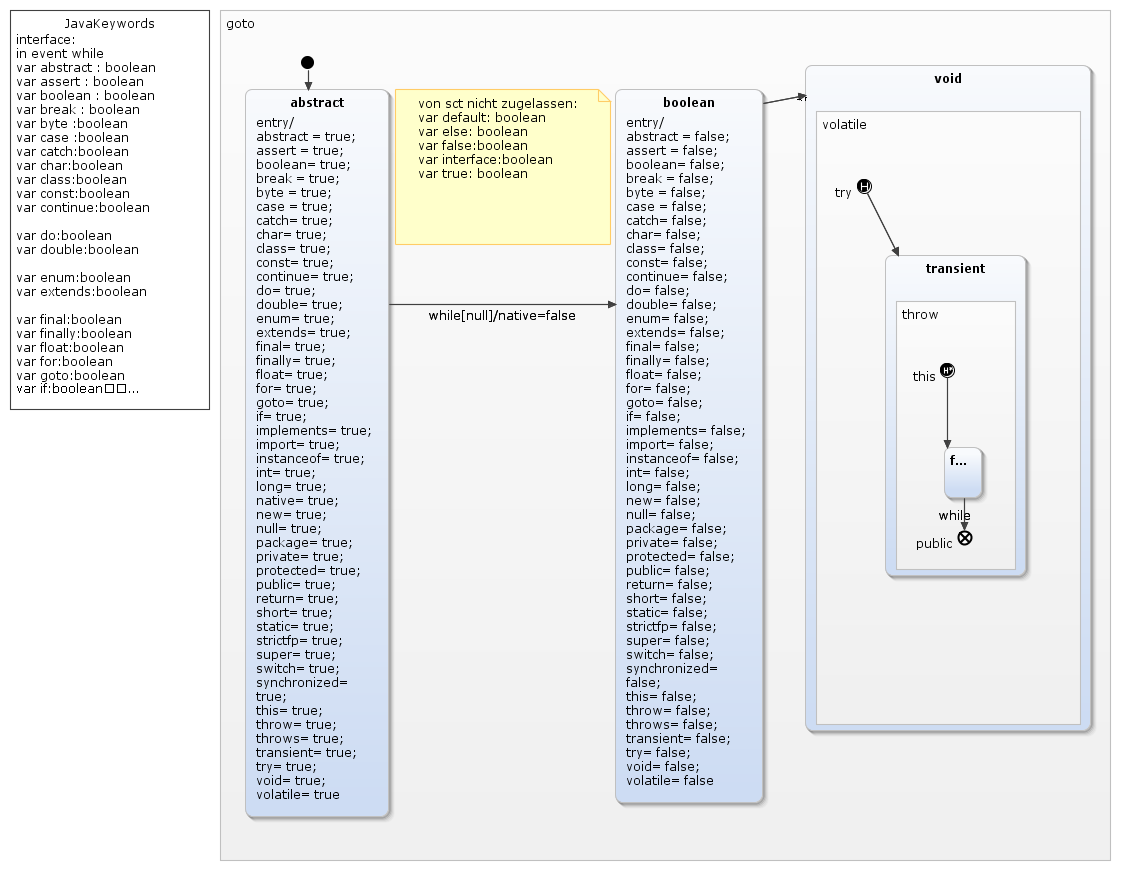 JavaKeywords
interface:
in event while
var abstract : boolean
var assert : boolean
var boolean : boolean
var break : boolean
var byte :boolean
var case :boolean
var catch:boolean
var char:boolean
var class:boolean
var const:boolean
var continue:boolean
var do:boolean
var double:boolean
var enum:boolean
var extends:boolean
var final:boolean
var finally:boolean
var float:boolean
var for:boolean
var goto:boolean
var if:boolean□□...
goto
abstract
entry/
abstract = true;
assert = true;
boolean= true;
break = true;
byte = true;
case = true;
catch= true;
char= true;
class= true;
const= true;
continue= true;
do= true;
double= true;
enum= true;
extends= true;
final= true;
finally= true;
float= true;
for= true;
goto= true;
if= true;
implements= true;
import= true;
instanceof= true;
int= true;
long= true;
native= true;
new= true;
null= true;
package= true;
private= true;
protected= true;
public= true;
return= true;
short= true;
static= true;
strictfp= true;
super= true;
switch= true;
synchronized=
true;
this= true;
throw= true;
throws= true;
transient= true;
try= true;
void= true;
volatile= true
von sct nicht zugelassen:
var default: boolean
var else: boolean
var false:boolean
var interface:boolean
var true: boolean
while[null]/native=false
boolean
entry/
abstract = false;
assert = false;
boolean= false;
break = false;
byte = false;
case = false;
catch= false;
char= false;
class= false;
const= false;
continue= false;
do= false;
double= false;
enum= false;
extends= false;
final= false;
finally= false;
float= false;
for= false;
goto= false;
if= false;
implements= false;
import= false;
instanceof= false;
int= false;
long= false;
new= false;
null= false;
package= false;
private= false;
protected= false;
public= false;
return= false;
short= false;
static= false;
strictfp= false;
super= false;
switch= false;
synchronized=
false;
this= false;
throw= false;
throws= false;
transient= false;
try= false;
void= false;
volatile= false
void
volatile
try
H
transient
throw
this
H*
f...
while
public